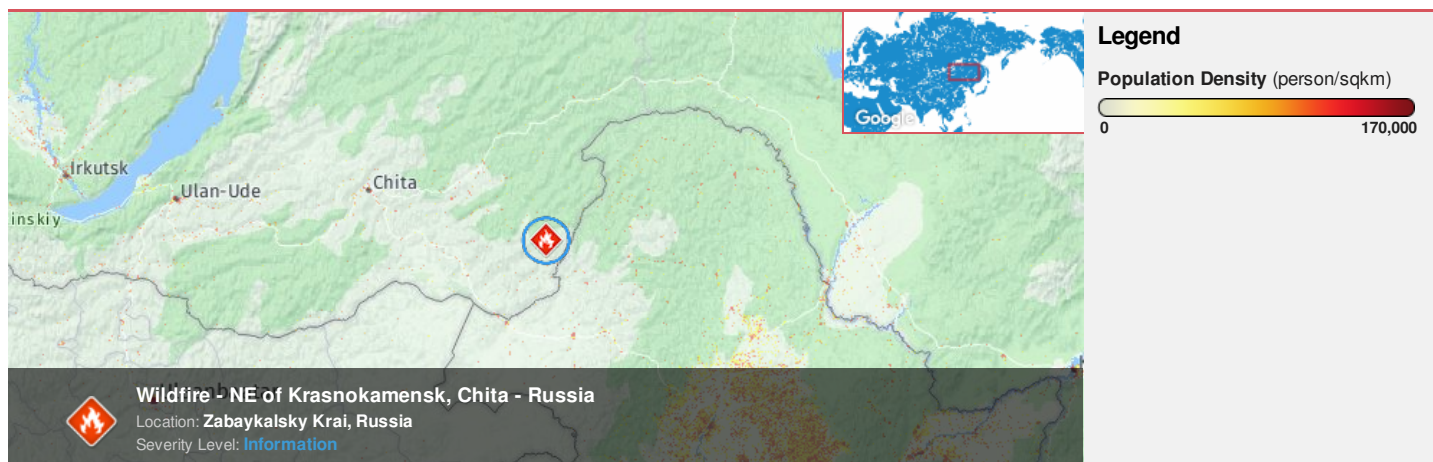 Google
Legend
Population Density (person/sqkm)
0 170,000
Irkutsk
Ulan-Ude
Chita
inskiy
Wildfire - NE of Krasnokamensk, Chita - Russia
Location: Zabaykalsky Krai, Russia
Severity Level: Information